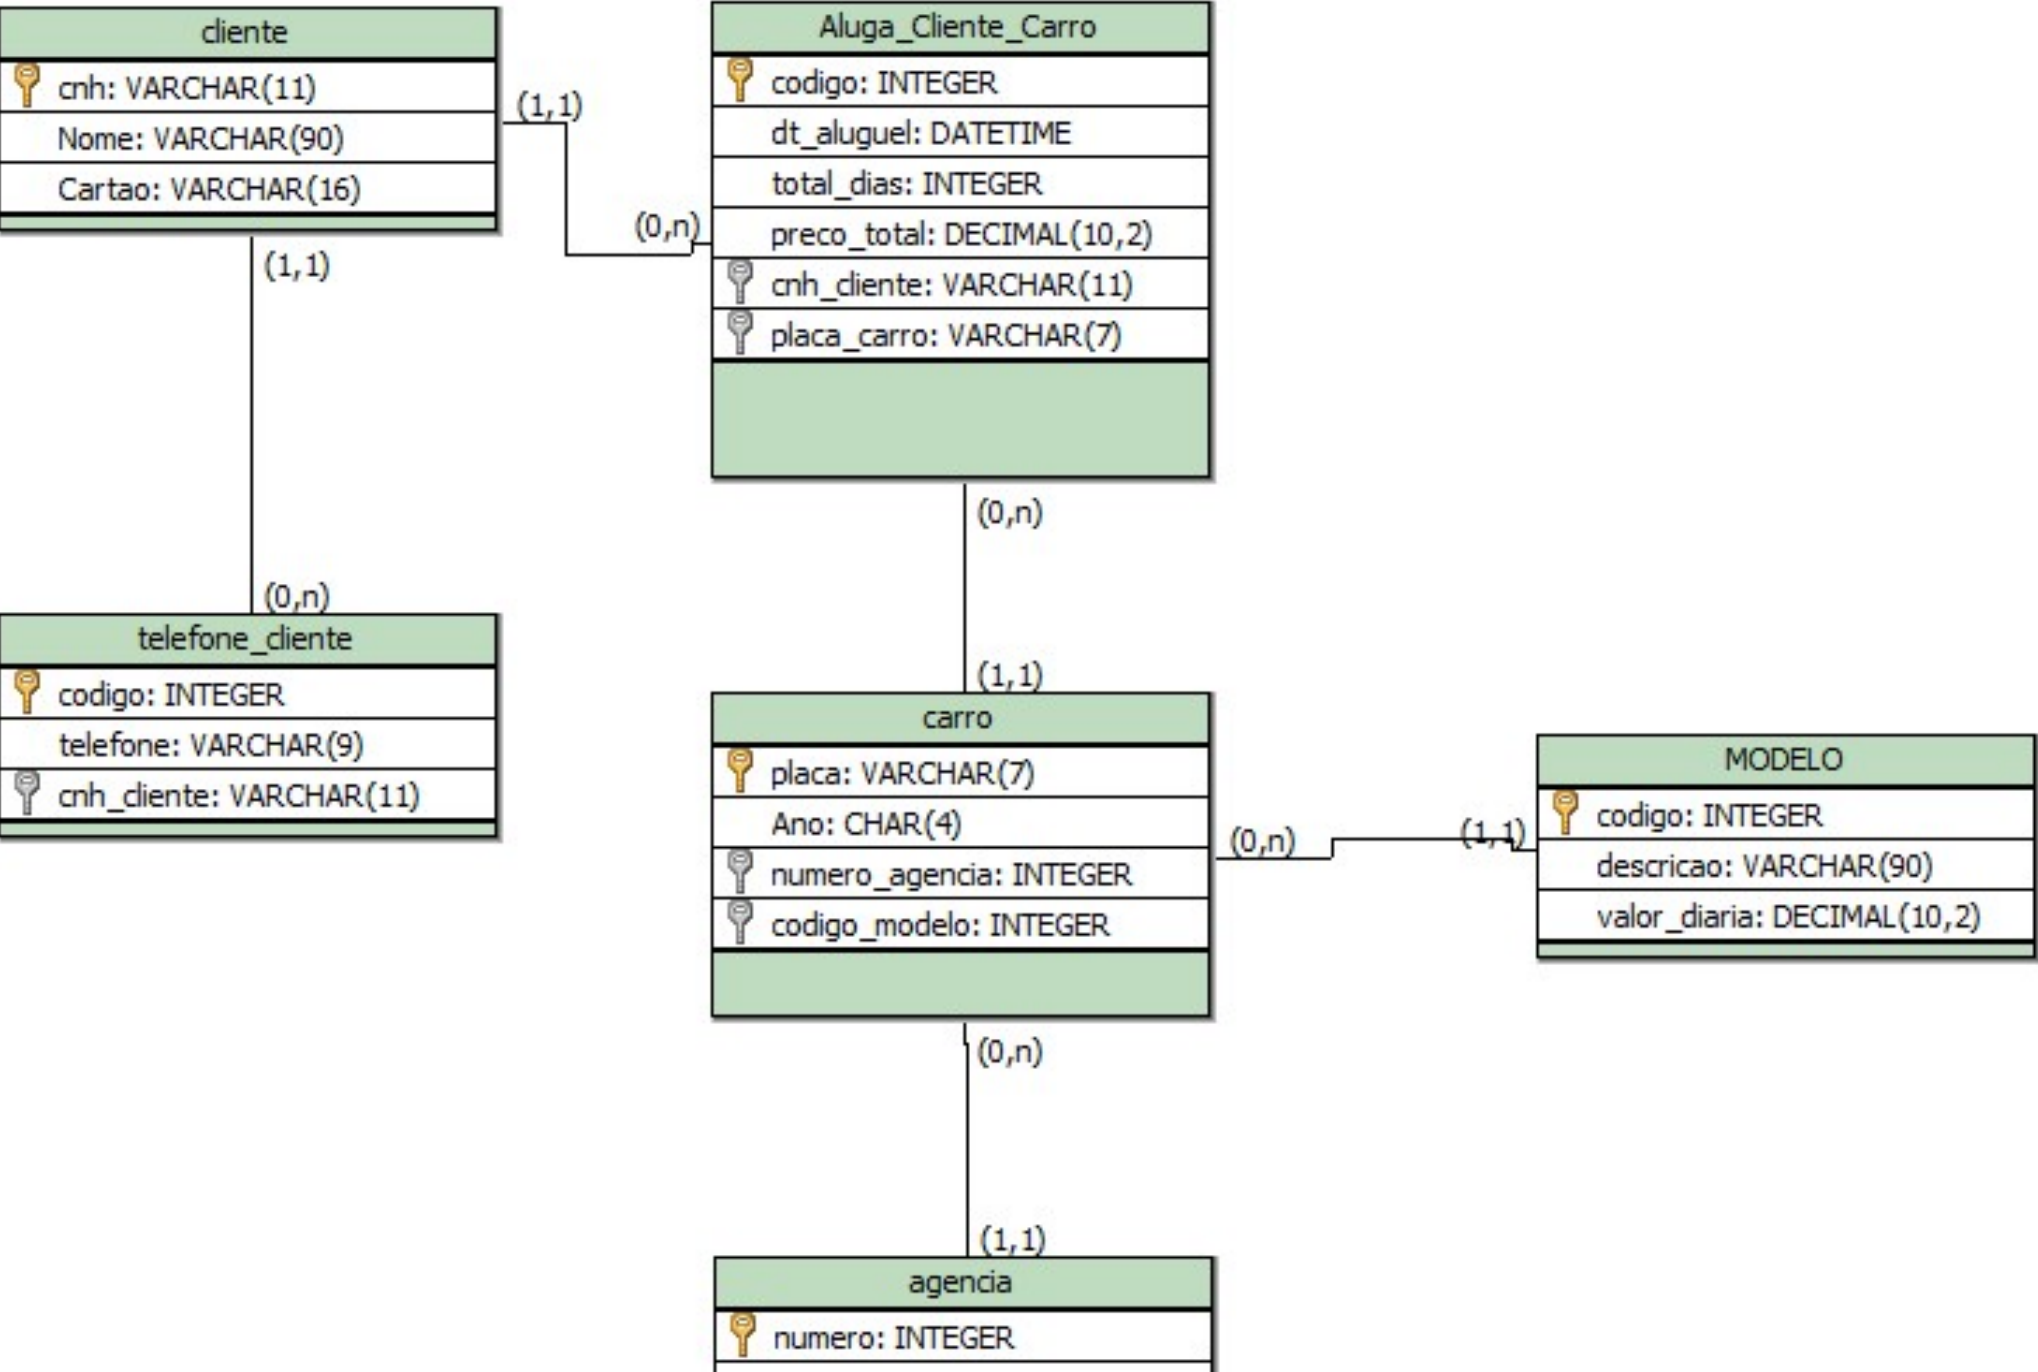 cliente
cnh: VARCHAR(11)
Nome: VARCHAR(90)
Cartao: VARCHAR(16)
(1,1)
(1,1)
(0,n)
Aluga_Cliente_Carro
codigo: INTEGER
dt_aluguel: DATETIME
total_dias: INTEGER
preco_total: DECIMAL(10,2)
cnh_cliente: VARCHAR(11)
placa_carro: VARCHAR(7)
(0,n)
(1,1)
(0,n)
telefone_cliente
codigo: INTEGER
telefone: VARCHAR(9)
cnh_cliente: VARCHAR(11)
carro
placa: VARCHAR(7)
Ano: CHAR(4)
numero_agencia: INTEGER
codigo_modelo: INTEGER
(0,n)
(1,1)
MODELO
codigo: INTEGER
descricao: VARCHAR(90)
valor_diaria: DECIMAL(10,2)
(0,n)
(1,1)
agencia
numero: INTEGER